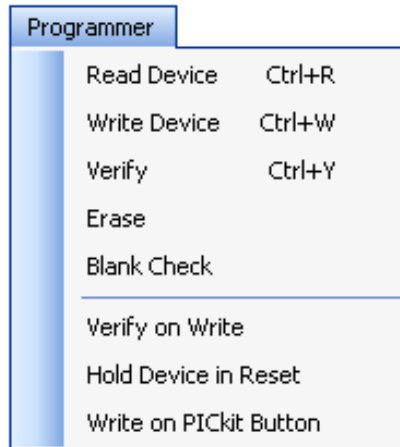 Programmer
Read Device Ctrl+R
Write Device Ctrl+W
Verify Ctrl+Y
Erase
Blank Check
Verify on Write
Hold Device in Reset
Write on PICkit Button